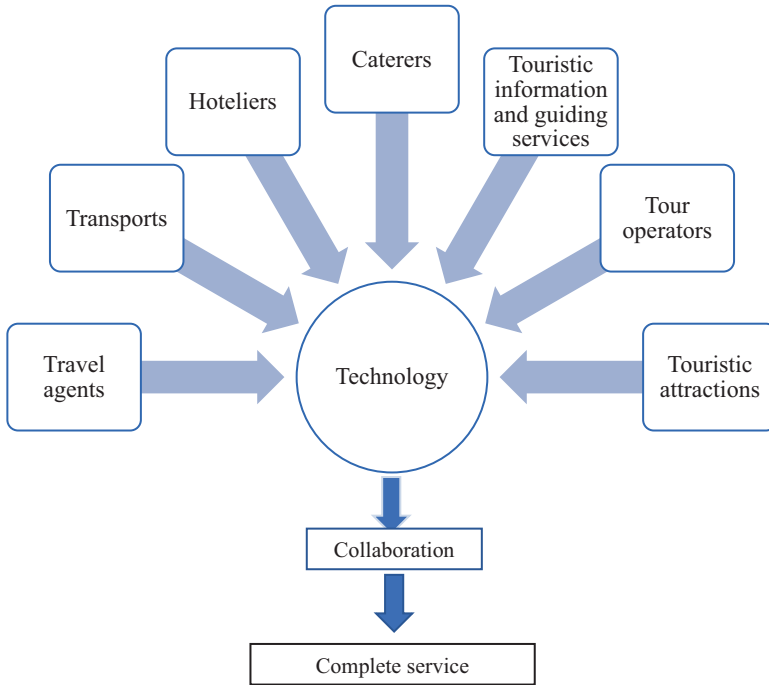 Caterers
Touristic
information
and guiding
services
Hoteliers
Transports
Tour
operators
Travel
agents
Technology
Touristic
attractions
Collaboration
Complete service